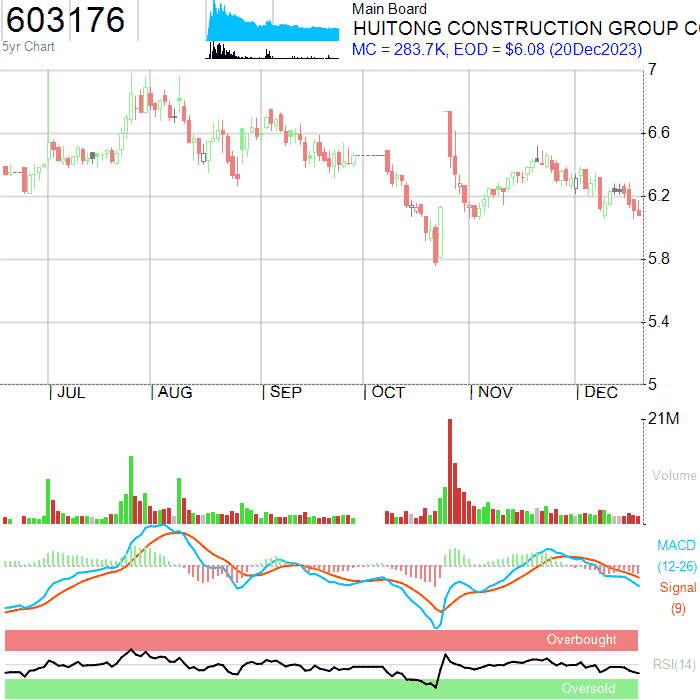 603176
5yr Chart
Main Board
HUITONG CONSTRUCTION GROUP CO
MC = 283.7K, EOD = $6.08 (20Dec2023)
7
6.6
6.2
5.8
5.4
5
JUL AUG SEP OCT NOV DEC
21M
Volume
MACD
(12-26)
Signal
(9)
Overbought
RSI(14)
Oversold